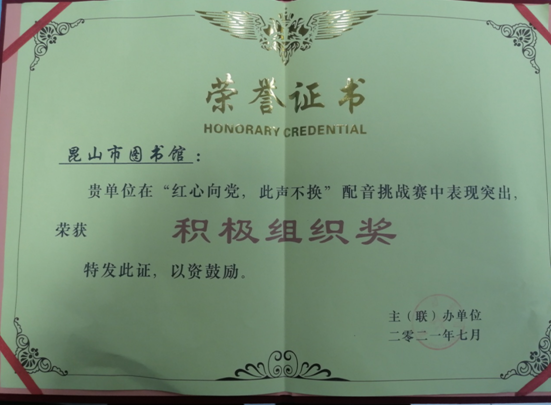 荣誉证书
HONORARY CREDENTIAL
昆山市图书馆：
贵单位在“红心向党，此声不换”配音挑战赛中表现突出，
荣获 积极组织奖
特发此证，以资鼓励。
主（联）办单位
二零二一年七月